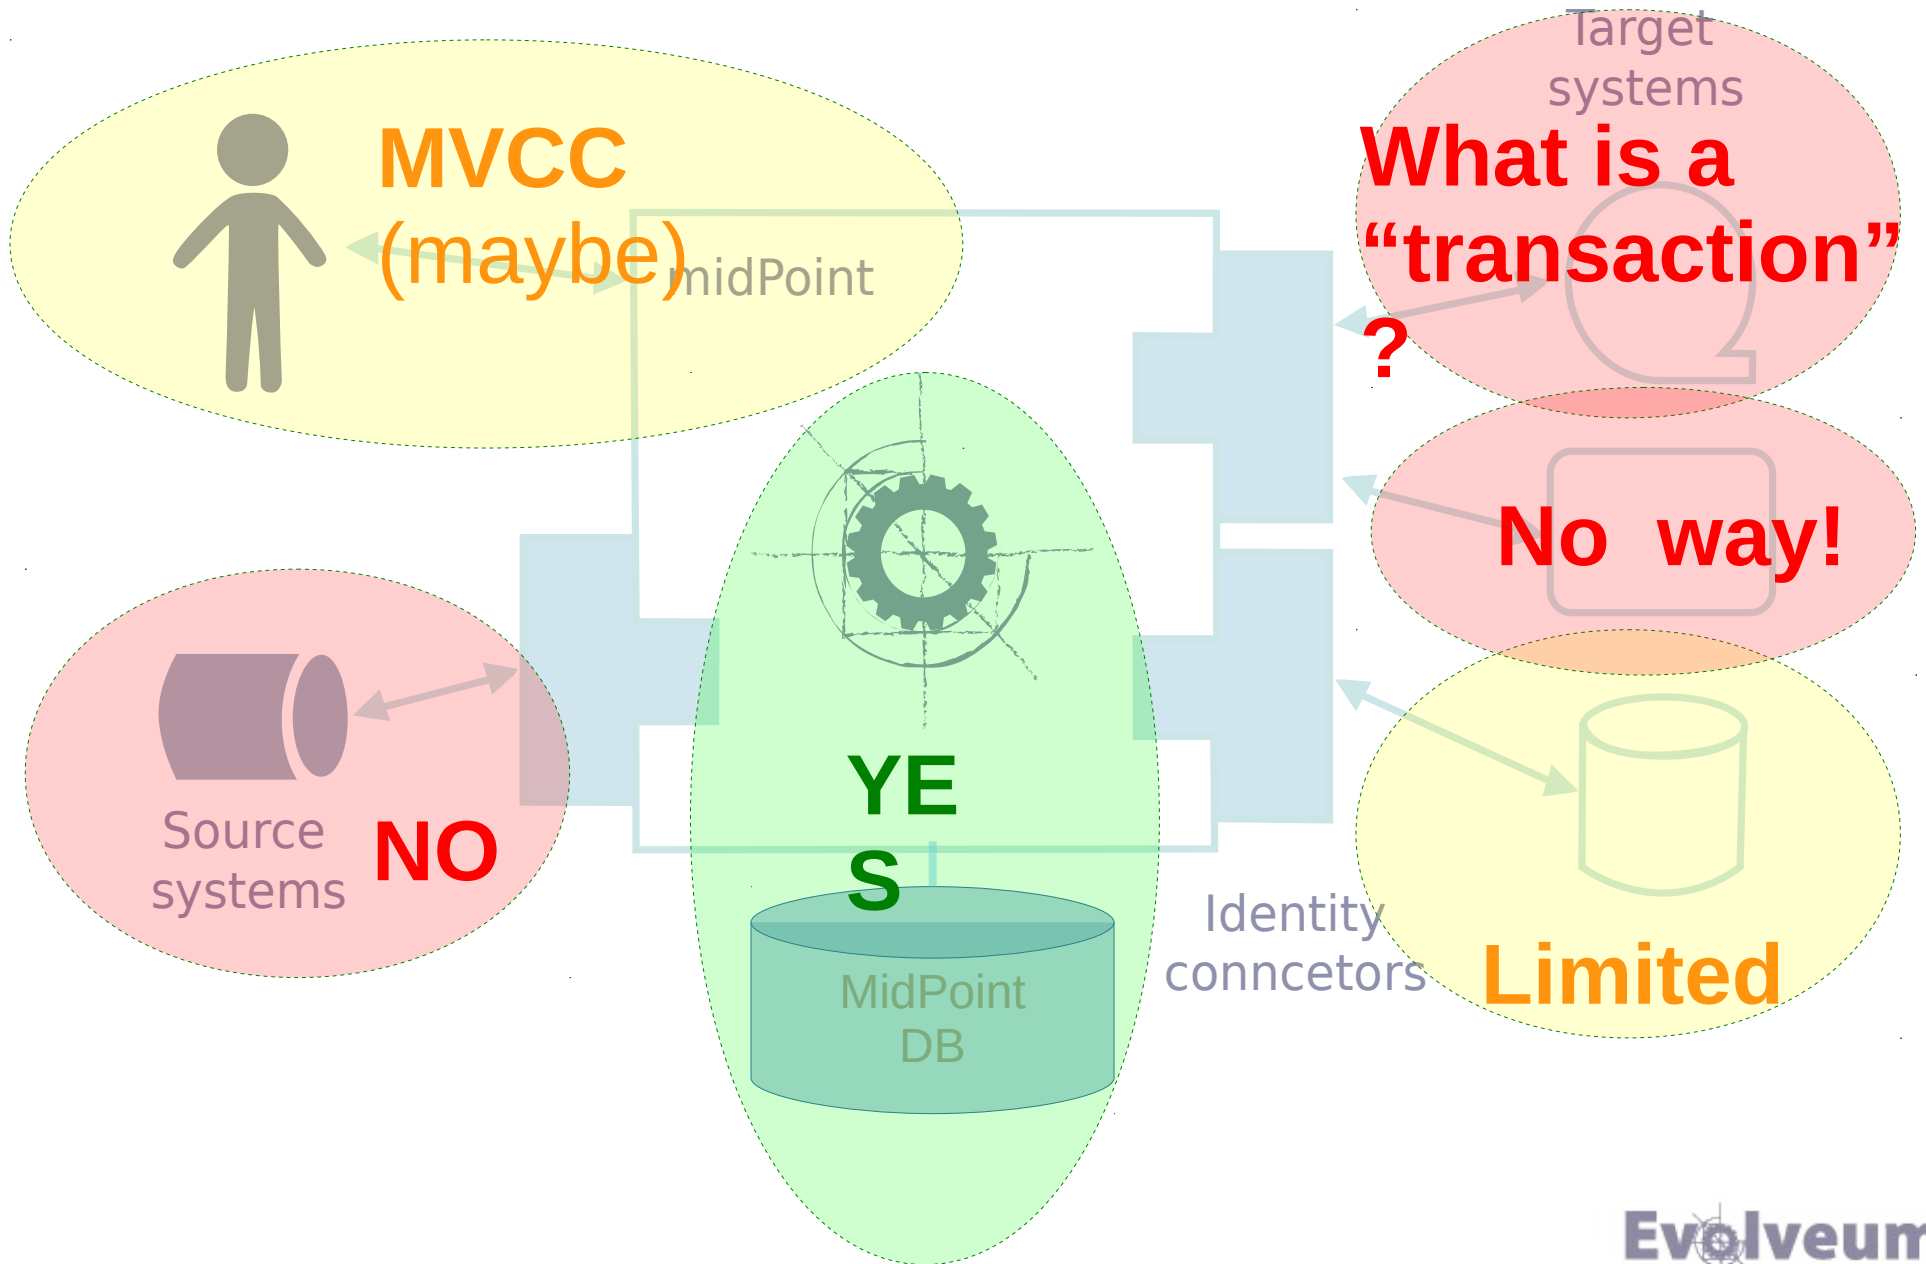 MVCC
(maybe)
midPoint
Target
systems
What is a
“transaction”
?
No way!
YE
S
Source
systems
NO
MidPoint
DB
Identity
conncetors
Limited
Evolveum